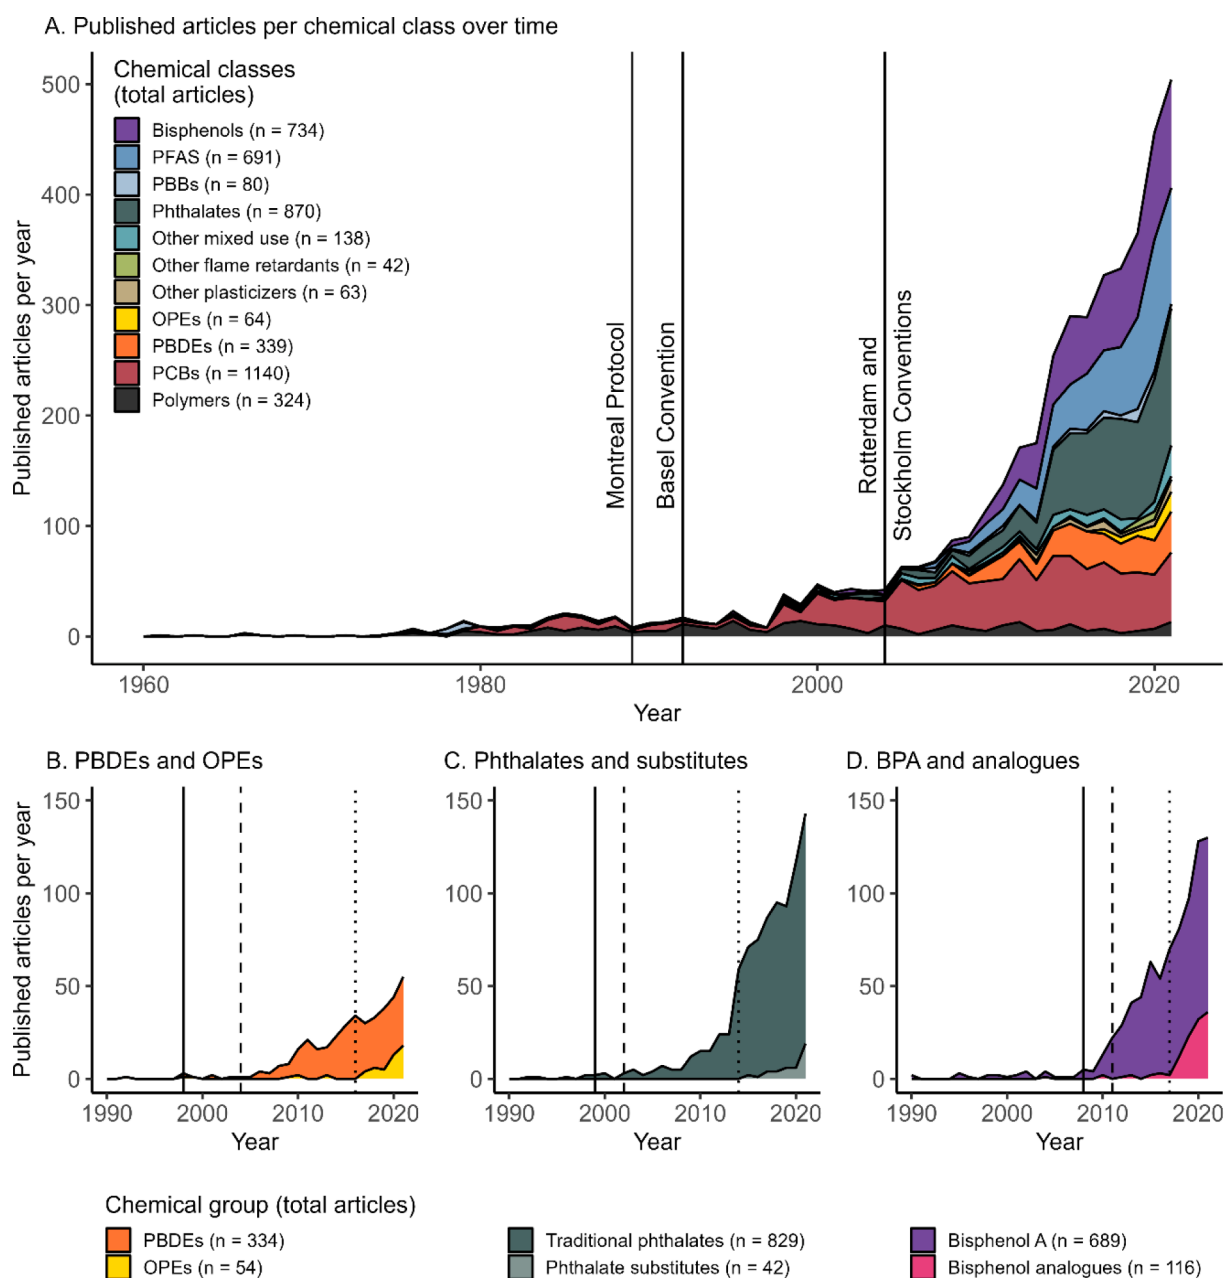 A. Published articles per chemical class over time
Chemical classes
(total articles)
Bisphenols (n = 734)
PFAS (n = 691)
PBBs (n = 80)
Phthalates (n = 870)
Other mixed use (n = 138)
Other flame retardants (n = 42)
Other plasticizers (n = 63)
OPEs (n = 64)
PBDEs (n = 339)
PCBs (n = 1140)
Polymers (n = 324)
Published articles per year
500
400
300
200
100
0
Montreal Protocol
Basel Convention
Rotterdam and
Stockholm Conventions
1960
1980
2000
2020
Year
B. PBDEs and OPEs
Published articles per year
150
100
50
0
1990
2000
2010
2020
Year
C. Phthalates and substitutes
150
100
50
0
1990
2000
2010
2020
Year
D. BPA and analogues
150
100
50
0
1990
2000
2010
2020
Year
Chemical group (total articles)
PBDEs (n = 334)
OPEs (n = 54)
Traditional phthalates (n = 829)
Phthalate substitutes (n = 42)
Bisphenol A (n = 689)
Bisphenol analogues (n = 116)